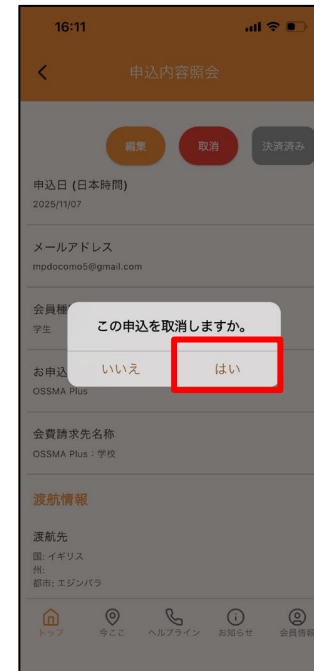 16:11
申込内容照会
編集
取消
決済済み
申込日 (日本時間)
2025/11/07
メールアドレス
mpdocomo5@gmail.com
会員種
学生
この申込を取消しますか。
いいえ
はい
お申込
OSSMA Plus
会費請求先名称
OSSMA Plus：学校
渡航情報
渡航先
国: イギリス
州:
都市: エジンバラ
トップ
今ここ
ヘルプライン
お知らせ
会員情報